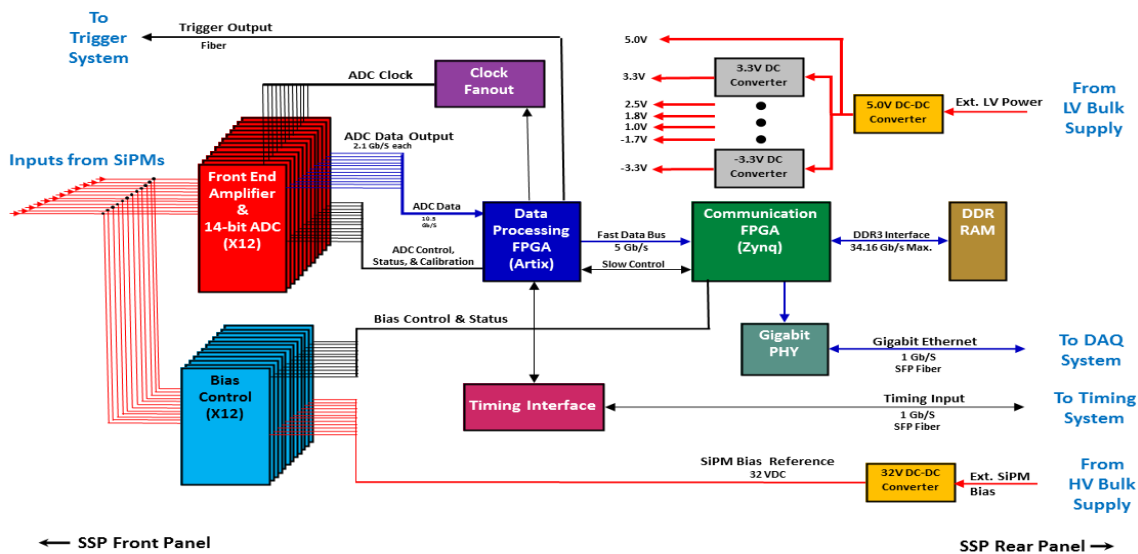 To
Trigger
System
Trigger Output
Fiber
ADC Clock
Clock
Fanout
5.0V
3.3V
2.5V
1.8V
1.0V
-1.7V
-3.3V
3.3V DC
Converter
-3.3V DC
Converter
5.0V DC-DC
Converter
Ext. LV Power
From
LV Bulk
Supply
Inputs from SiPMs
Front End
Amplifier
&
14-bit ADC
(X12)
ADC Data Output
2.1 Gb/S each
ADC Data
10.5
Gb/S
ADC Control,
Status, & Calibration
Data
Processing
FPGA
(Artix)
Fast Data Bus
5 Gb/s
Slow Control
Communication
FPGA
(Zynq)
DDR3 Interface
34.16 Gb/s Max.
DDR
RAM
Bias Control & Status
Gigabit
PHY
Gigabit Ethernet
1 Gb/S
SFP Fiber
To DAQ
System
Bias
Control
(X12)
Timing Interface
Timing Input
1 Gb/S
SFP Fiber
To Timing
System
SiPM Bias Reference
32 VDC
32V DC-DC
Converter
Ext. SiPM
Bias
From
HV Bulk
Supply
SSP Front Panel
SSP Rear Panel